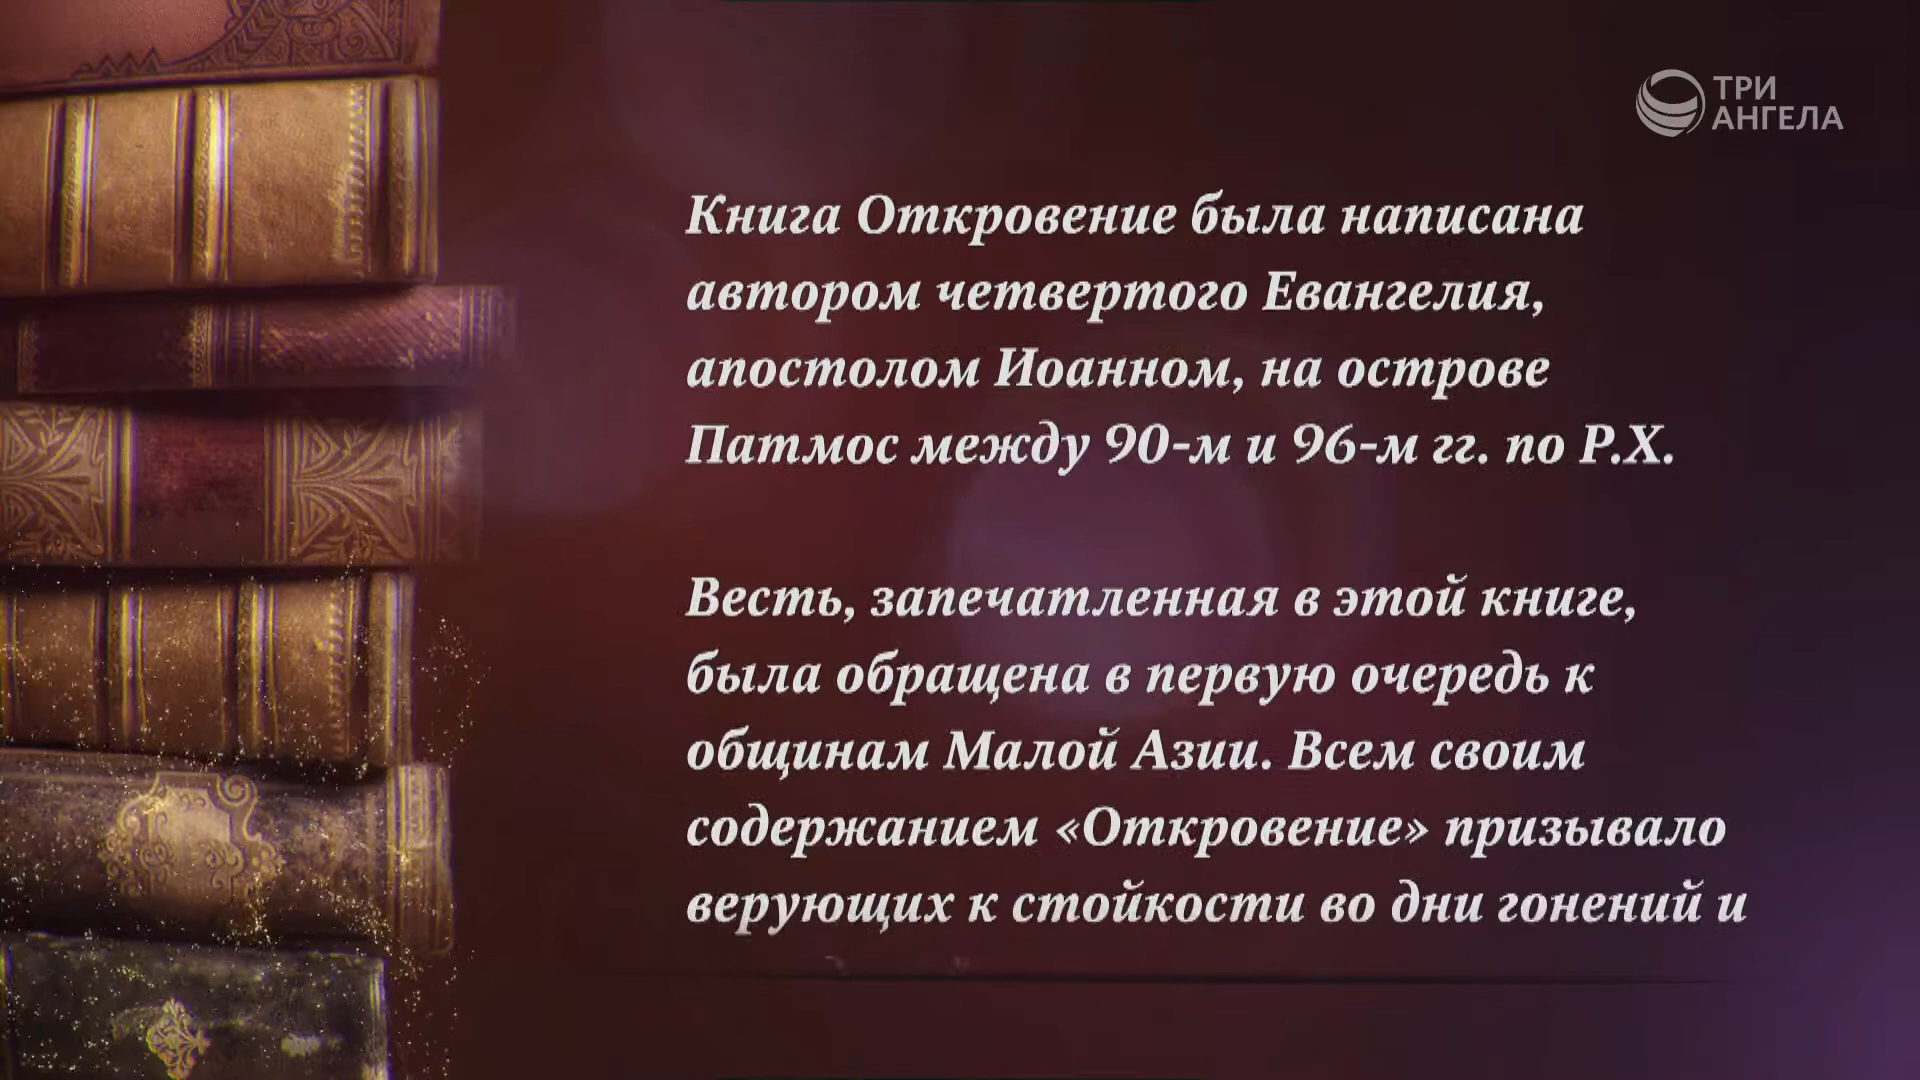 ТРИ
АНГЕЛА
Книга Откровение была написана
автором четвертого Евангелия,
апостолом Иоанном, на острове
Патмос между 90-м и 96-м гг. по Р.Х.
Весть, запечатленная в этой книге,
была обращена в первую очередь к
общинам Малой Азии. Всем своим
содержанием «Откровение» призывало
верующих к стойкости во дни гонений и